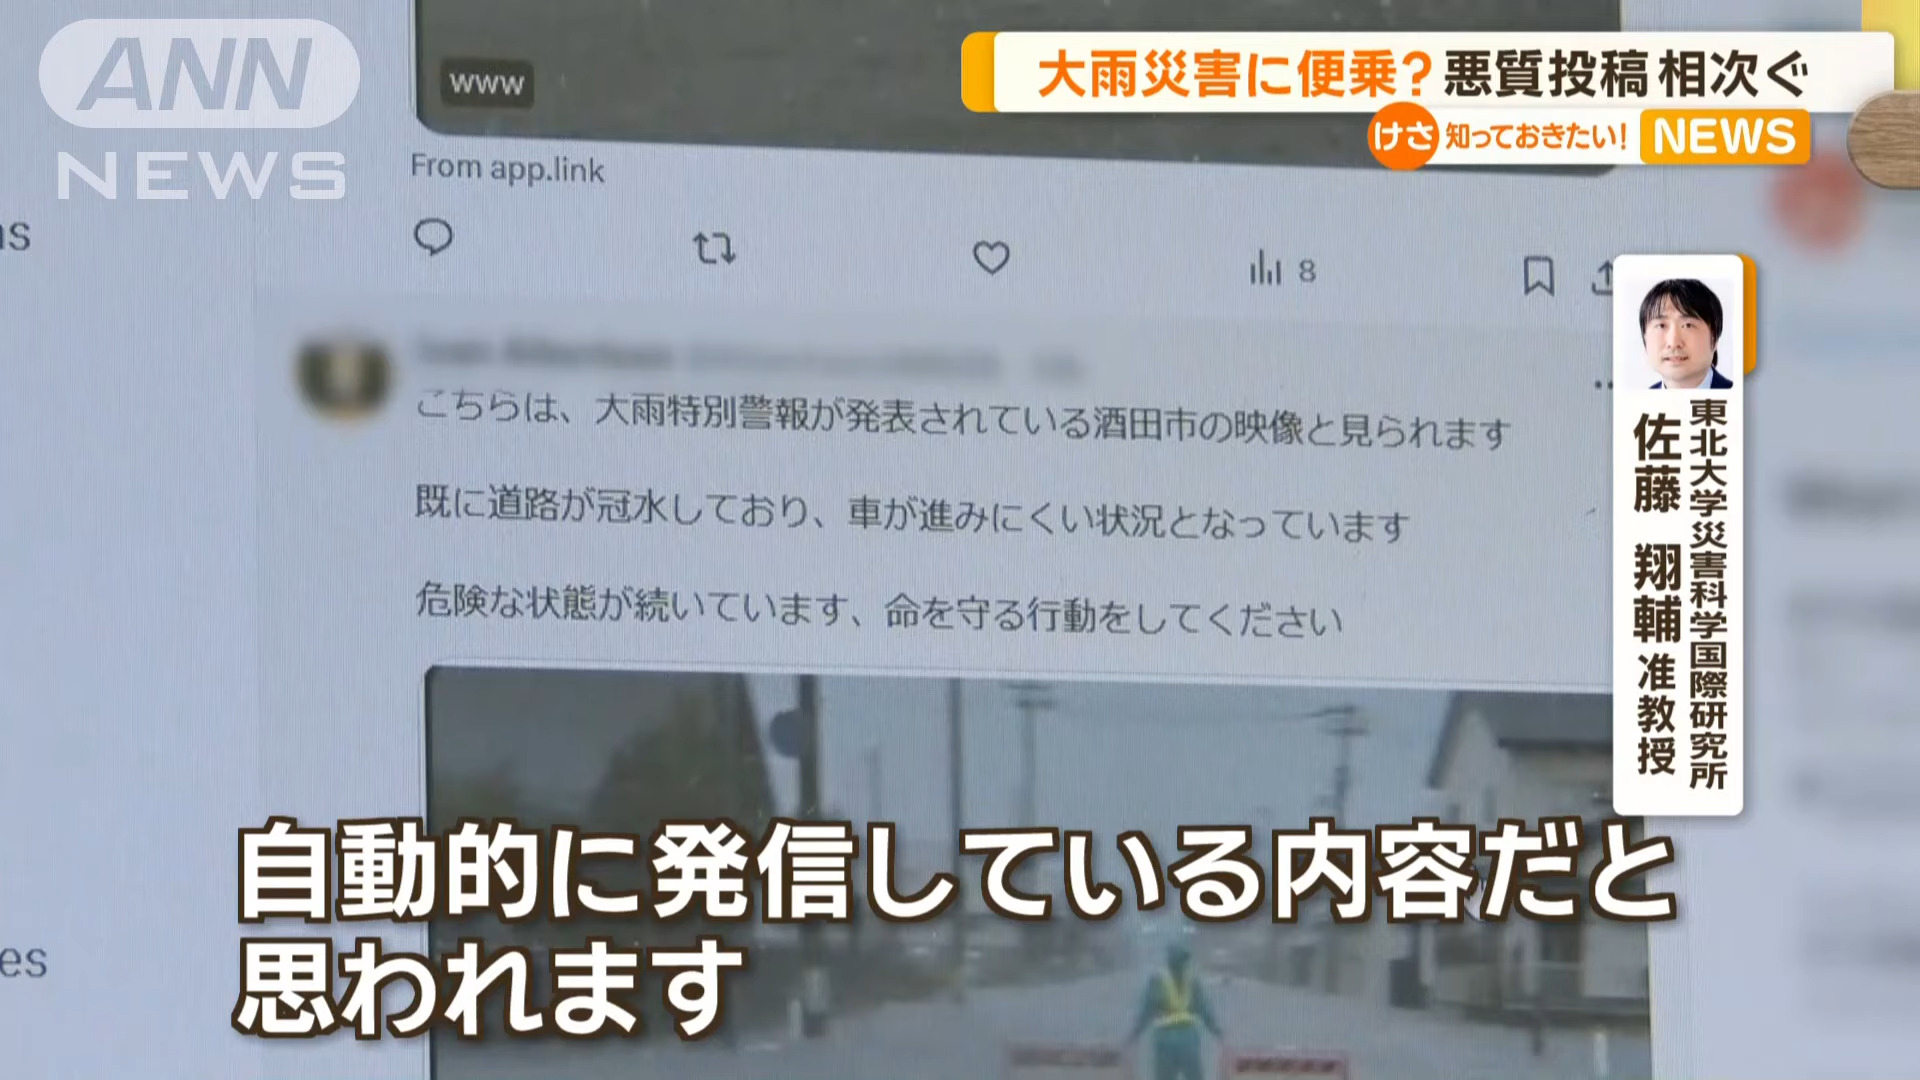 ANN
NEWS
大雨災害に便乗?悪質投稿 相次ぐ
けさ 知っておきたい! NEWS
www
From app.link
8
こちらは、大雨特別警報が発表されている酒田市の映像と見られます
既に道路が冠水しており、車が進みにくい状況となっています
危険な状態が続いています、命を守る行動をしてください
es
東北大学災害科学国際研究所
佐藤 翔輔 准教授
自動的に発信している内容だと
思われます